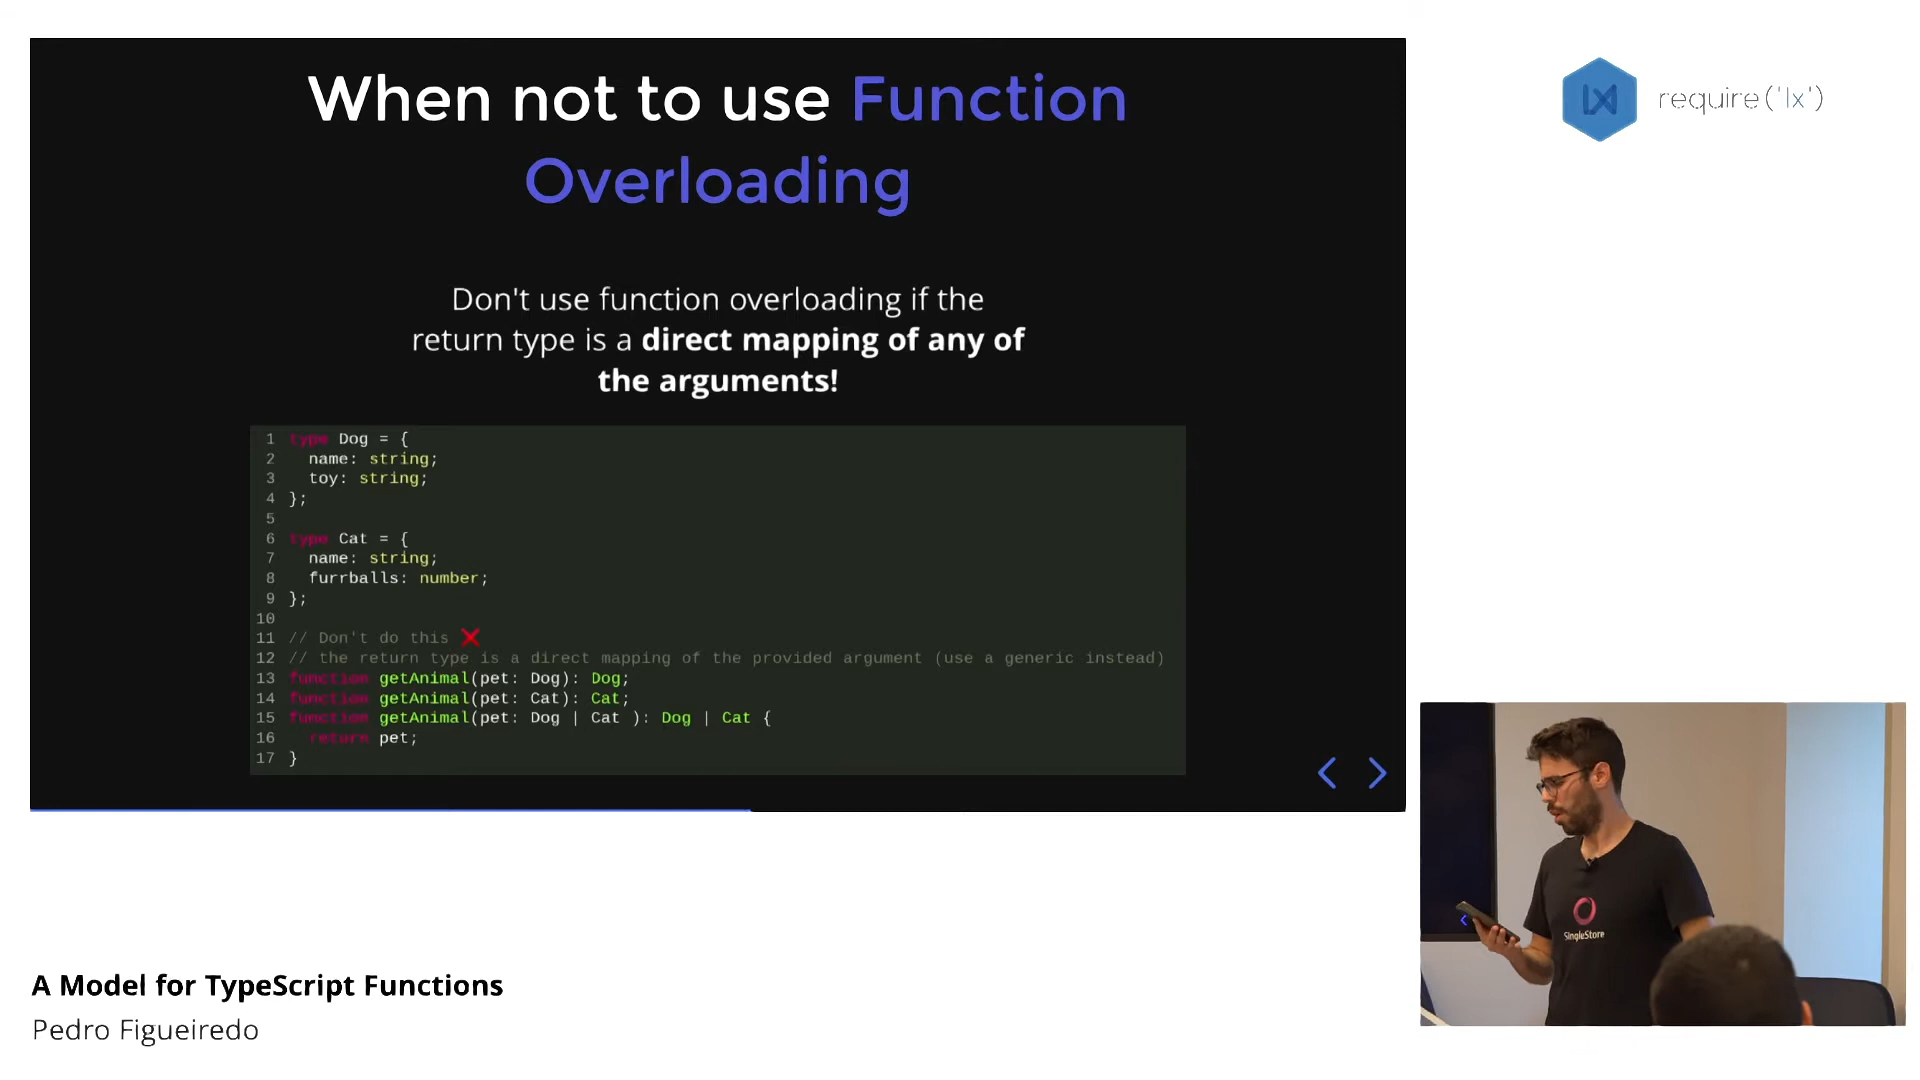 When not to use Function
Overloading
Don't use function overloading if the
return type is a direct mapping of any of
the arguments!
1 type Dog = {
2   name: string;
3   toy: string;
4 };
5
6 type Cat = {
7   name: string;
8   furrballs: number;
9 };
10
11 // Don't do this ❌
12 // the return type is a direct mapping of the provided argument (use a generic instead)
13 function getAnimal(pet: Dog): Dog;
14 function getAnimal(pet: Cat): Cat;
15 function getAnimal(pet: Dog | Cat ): Dog | Cat {
16   return pet;
17 }
lx require('lx')
SingleStore
A Model for TypeScript Functions
Pedro Figueiredo